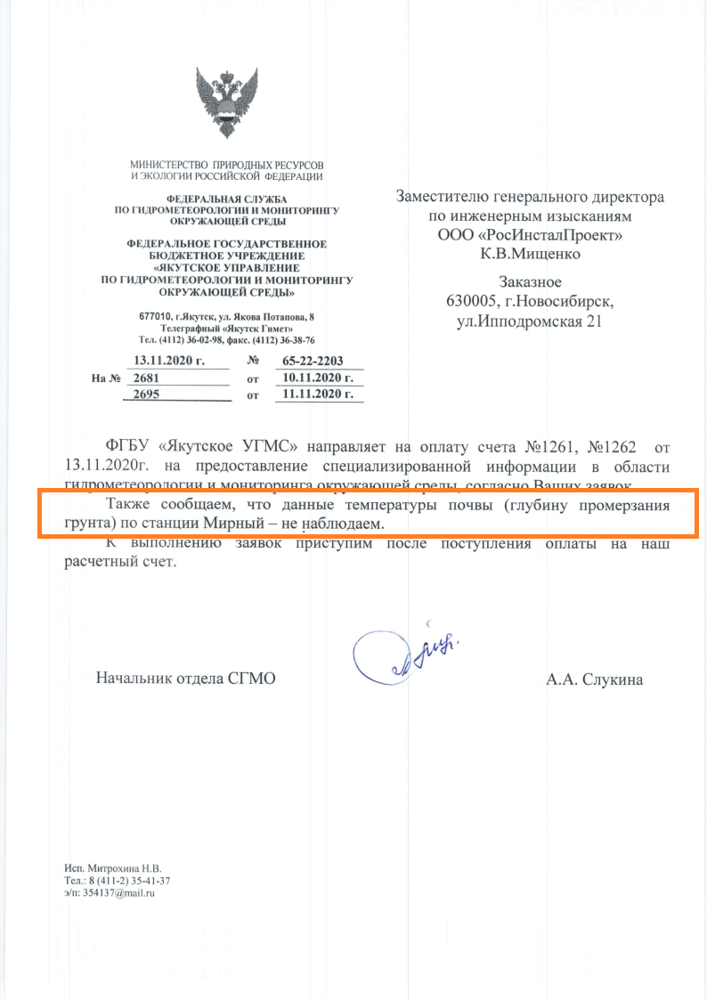 МИНИСТЕРСТВО ПРИРОДНЫХ РЕСУРСОВ
И ЭКОЛОГИИ РОССИЙСКОЙ ФЕДЕРАЦИИ
ФЕДЕРАЛЬНАЯ СЛУЖБА
ПО ГИДРОМЕТЕОРОЛОГИИ И МОНИТОРИНГУ
ОКРУЖАЮЩЕЙ СРЕДЫ
ФЕДЕРАЛЬНОЕ ГОСУДАРСТВЕННОЕ
БЮДЖЕТНОЕ УЧРЕЖДЕНИЕ
«ЯКУТСКОЕ УПРАВЛЕНИЕ
ПО ГИДРОМЕТЕОРОЛОГИИ И МОНИТОРИНГУ
ОКРУЖАЮЩЕЙ СРЕДЫ»
677010, г.Якутск, ул. Якова Потапова, 8
Телеграфный «Якутск Гимет»
Тел. (4112) 36-02-98, факс. (4112) 36-38-76
13.11.2020 г. № 65-22-2203
На № 2681 от 10.11.2020 г.
2695 от 11.11.2020 г.
Заместителю генерального директора
по инженерным изысканиям
ООО «РосИнсталПроект»
К.В.Мищенко
Заказное
630005, г.Новосибирск,
ул.Ипподромская 21
ФГБУ «Якутское УГМС» направляет на оплату счета №1261, №1262 от
13.11.2020г. на предоставление специализированной информации в области
гидрометеорологии и мониторинга окружающей среды, согласно Ваших заявок.
Также сообщаем, что данные температуры почвы (глубину промерзания
грунта) по станции Мирный – не наблюдаем.
К выполнению заявок приступим после поступления оплаты на наш
расчетный счет.
Начальник отдела СГМО А.А. Слукина
Исп. Митрохина Н.В.
Тел.: 8 (411-2) 35-41-37
э/п: 354137@mail.ru